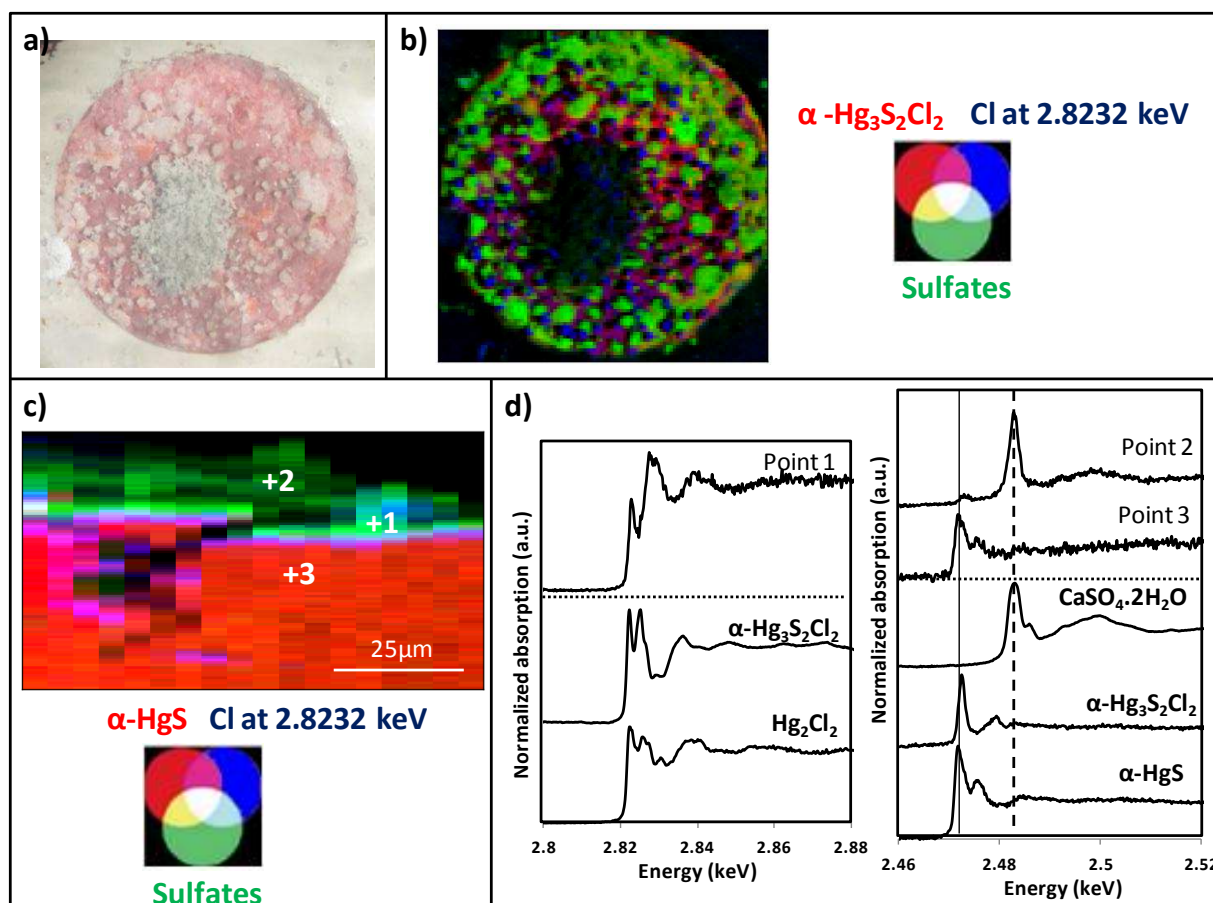 a)
b)
α -Hg₃S₂Cl₂ Cl at 2.8232 keV
Sulfates
c)
+2
+1
+3
25μm
α-HgS Cl at 2.8232 keV
Sulfates
d)
Normalized absorption (a.u.)
Point 1
α-Hg₃S₂Cl₂
Hg₂Cl₂
2.8 2.82 2.84 2.86 2.88
Energy (keV)
Normalized absorption (a.u.)
Point 2
Point 3
CaSO₄.2H₂O
α-Hg₃S₂Cl₂
α-HgS
2.46 2.48 2.5 2.52
Energy (keV)